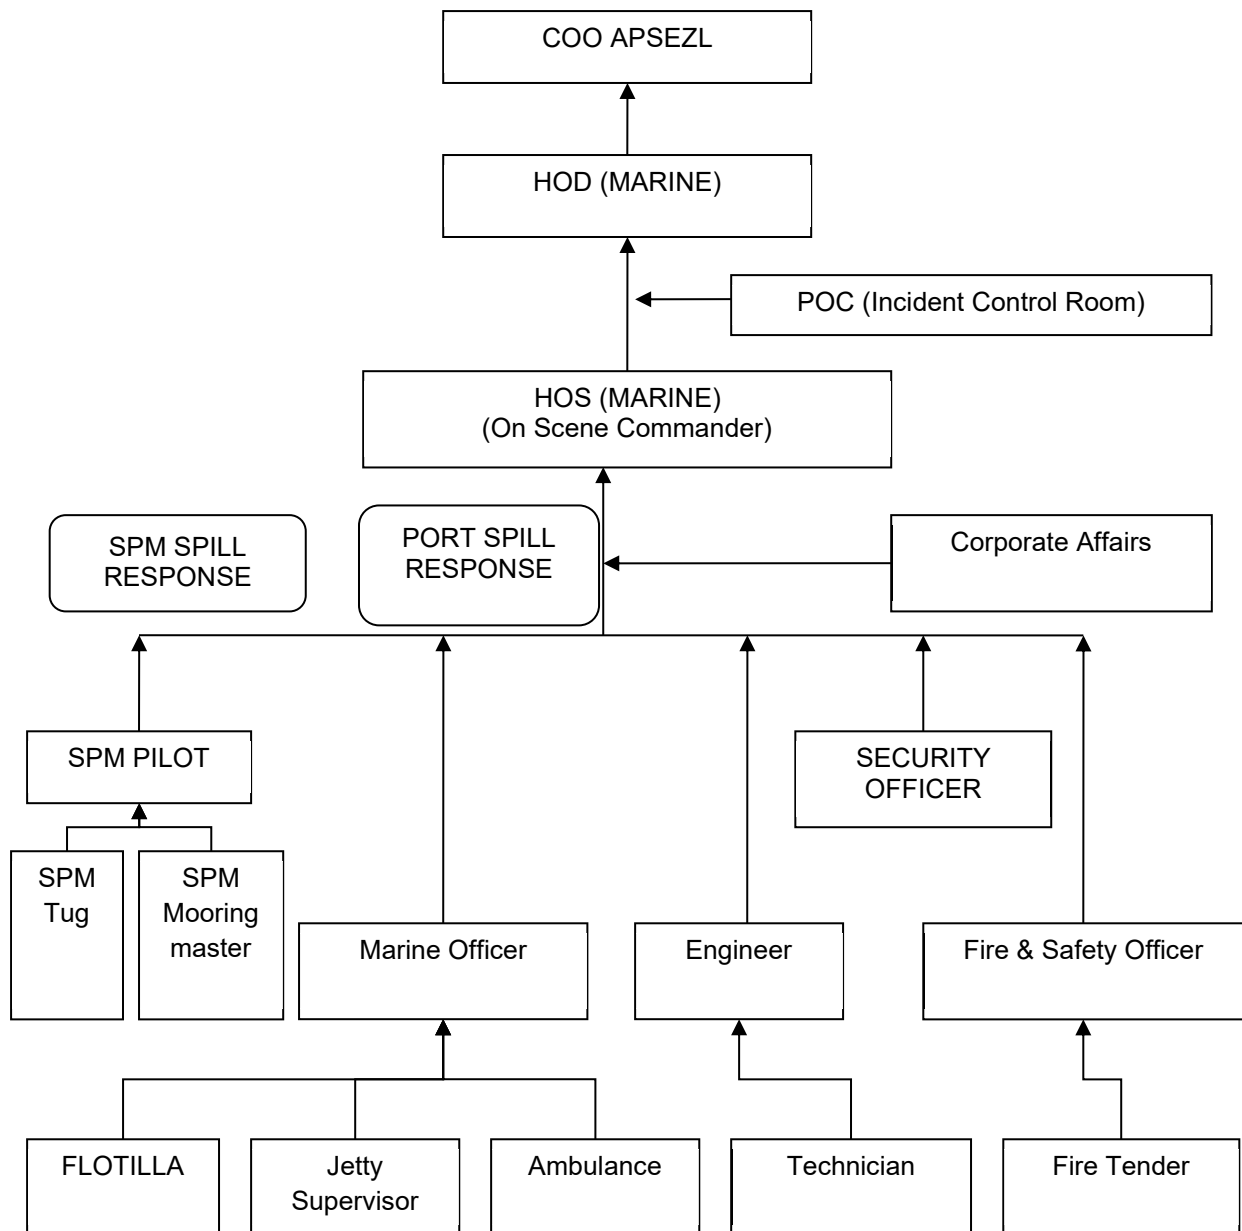 COO APSEZL
HOD (MARINE)
POC (Incident Control Room)
HOS (MARINE)
(On Scene Commander)
SPM SPILL
RESPONSE
PORT SPILL
RESPONSE
Corporate Affairs
SPM PILOT
SECURITY
OFFICER
SPM
Tug
SPM
Mooring
master
Marine Officer
Engineer
Fire & Safety Officer
FLOTILLA
Jetty
Supervisor
Ambulance
Technician
Fire Tender